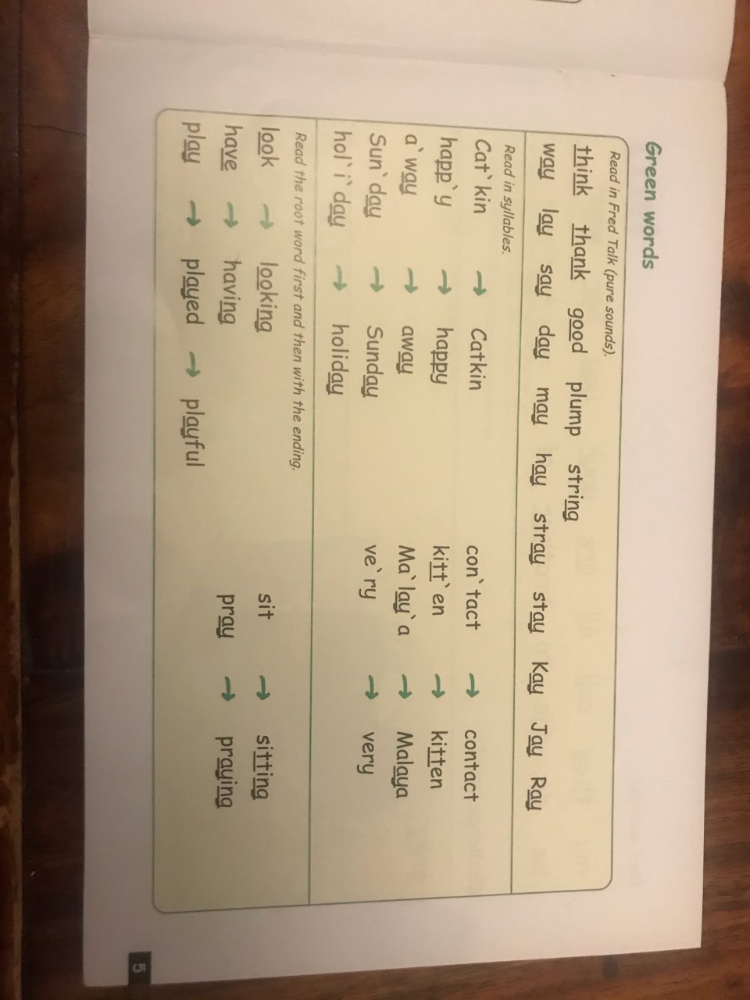 Green words
Read in Fred Talk (pure sounds).
think thank good plump string
way lay say day may hay stray stay Kay Jay Ray
Read in syllables.
Cat`kin → Catkin con`tact → contact
happ`y → happy kitt`en → kitten
a`way → away Ma`lay`a → Malaya
Sun`day → Sunday ve`ry → very
hol`i`day → holiday
Read the root word first and then with the ending.
look → looking sit → sitting
have → having pray → praying
play → played → playful
5